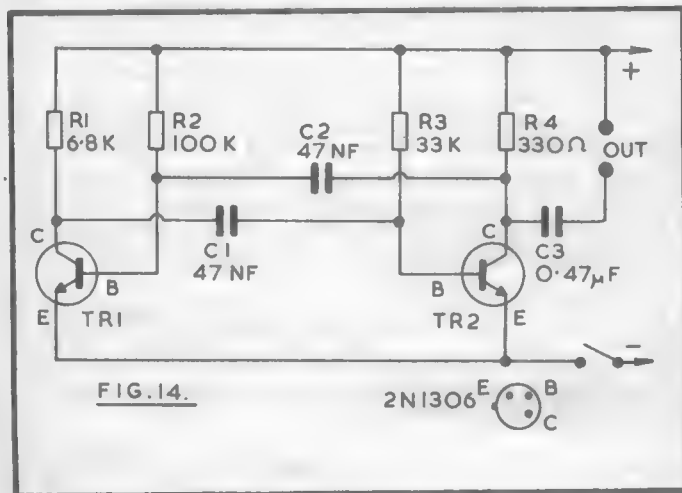 +
R1
6.8K
R2
100K
C2
47NF
R3
33K
R4
330Ω
OUT
C
C1
47NF
B
E
TR1
C
C3
0.47µF
B
E
TR2
−
FIG.14.
2N1306
E
B
C